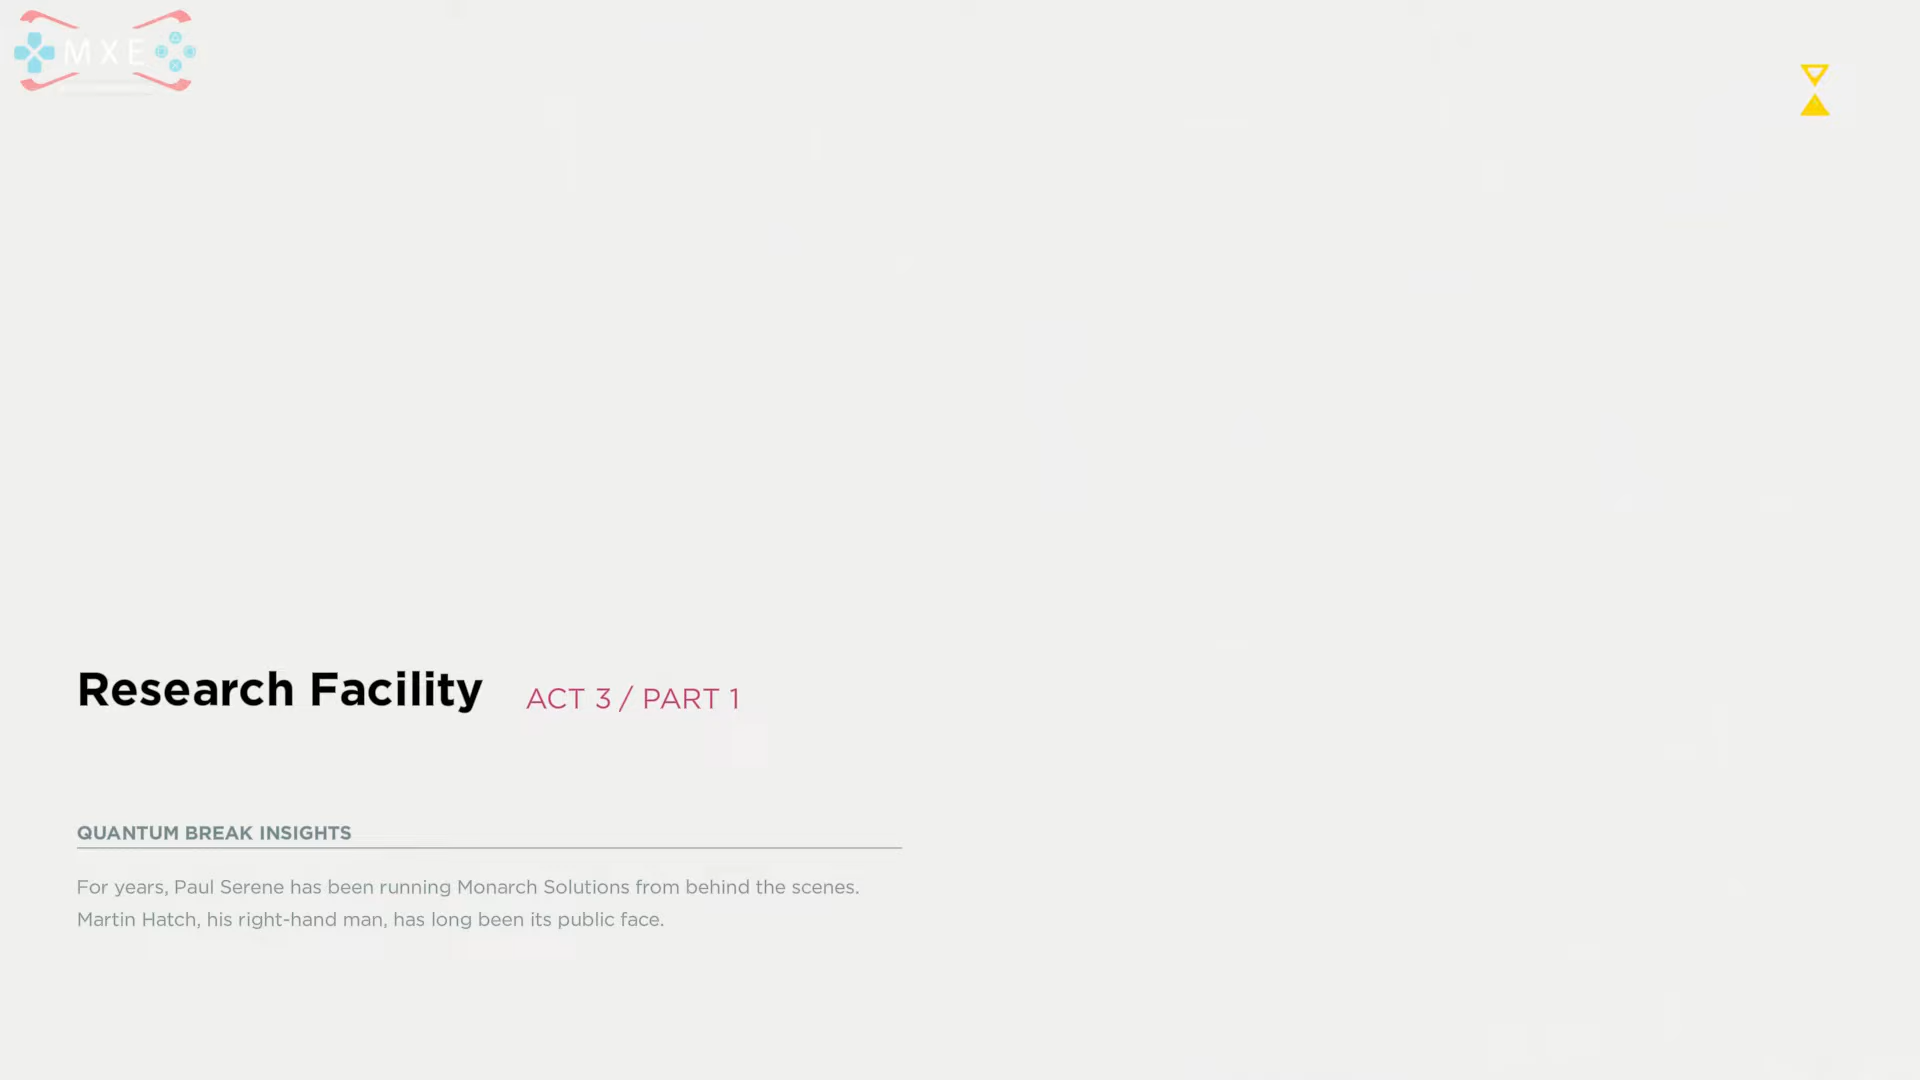 MXE
Research Facility ACT 3 / PART 1
QUANTUM BREAK INSIGHTS
For years, Paul Serene has been running Monarch Solutions from behind the scenes.
Martin Hatch, his right-hand man, has long been its public face.